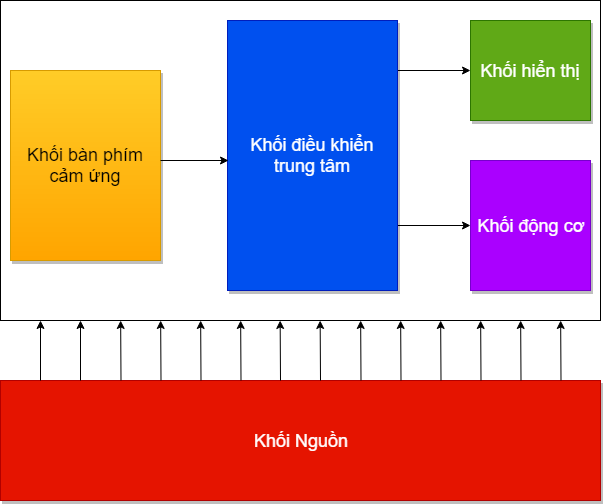 Khối bàn phím
cảm ứng
Khối điều khiển
trung tâm
Khối hiển thị
Khối động cơ
Khối Nguồn